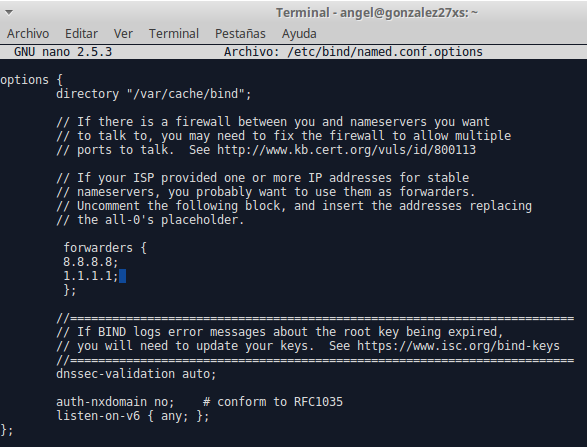 Terminal - angel@gonzalez27xs: ~
Archivo Editar Ver Terminal Pestañas Ayuda
GNU nano 2.5.3 Archivo: /etc/bind/named.conf.options
options {
directory "/var/cache/bind";
// If there is a firewall between you and nameservers you want
// to talk to, you may need to fix the firewall to allow multiple
// ports to talk.  See http://www.kb.cert.org/vuls/id/800113
// If your ISP provided one or more IP addresses for stable
// nameservers, you probably want to use them as forwarders.
// Uncomment the following block, and insert the addresses replacing
// the all-0's placeholder.
forwarders {
8.8.8.8;
1.1.1.1;
};
//========================================================================
// If BIND logs error messages about the root key being expired,
// you will need to update your keys.  See https://www.isc.org/bind-keys
//========================================================================
dnssec-validation auto;
auth-nxdomain no;    # conform to RFC1035
listen-on-v6 { any; };
};